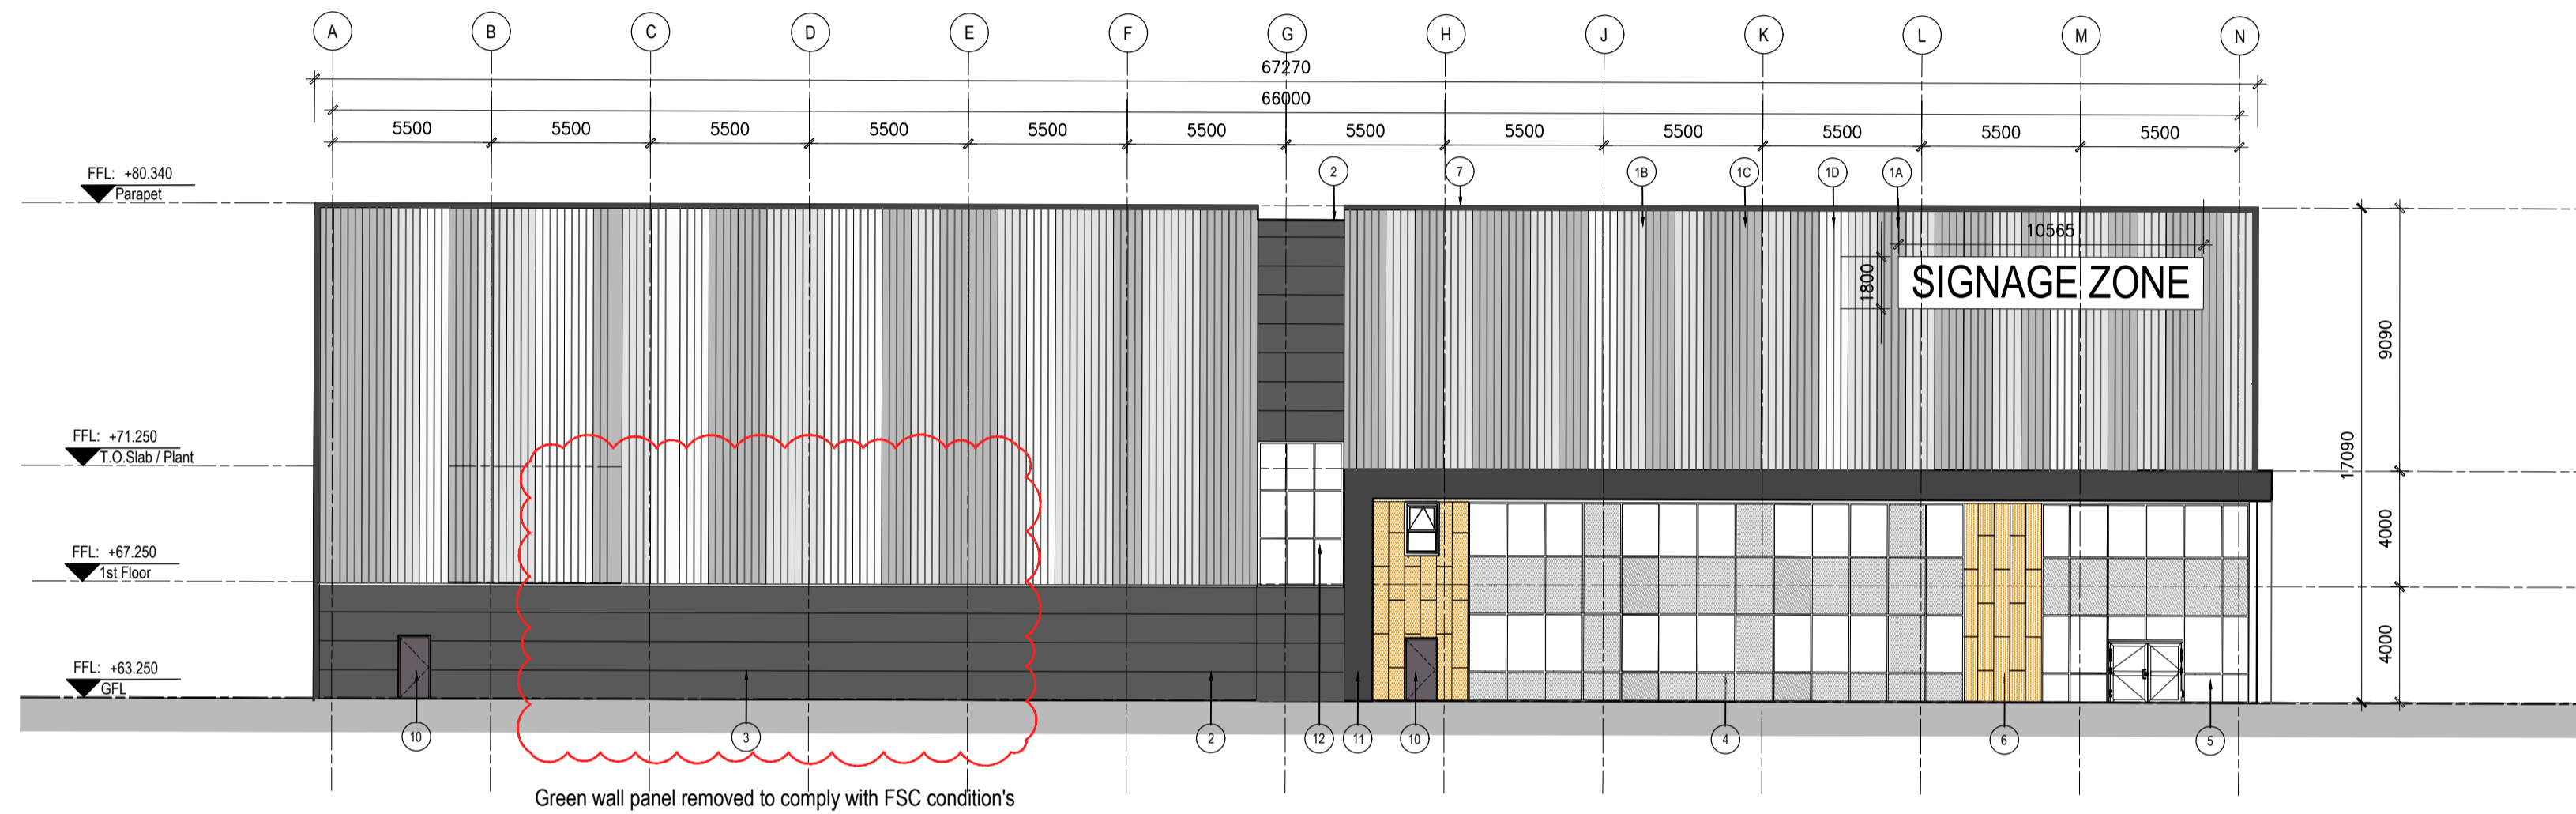 A B C D E F G H J K L M N
67270
66000
5500 5500 5500 5500 5500 5500 5500 5500 5500 5500 5500 5500
FFL: +80.340
Parapet
2 7 1B 1C 1D 1A
10565
1800
SIGNAGE ZONE
9090
FFL: +71.250
T.O.Slab / Plant
17090
4000
FFL: +67.250
1st Floor
4000
FFL: +63.250
GFL
10 3 2 12 11 10 4 6 5
Green wall panel removed to comply with FSC condition's